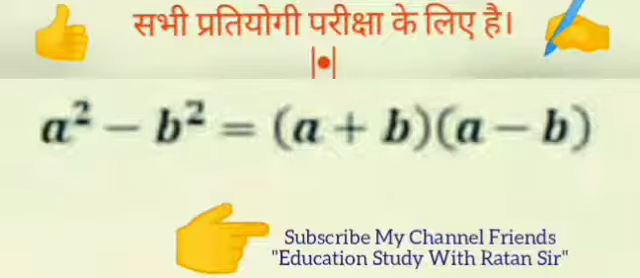 सभी प्रतियोगी परीक्षा के लिए है।
|•|
a² – b² = (a + b)(a – b)
Subscribe My Channel Friends
"Education Study With Ratan Sir"